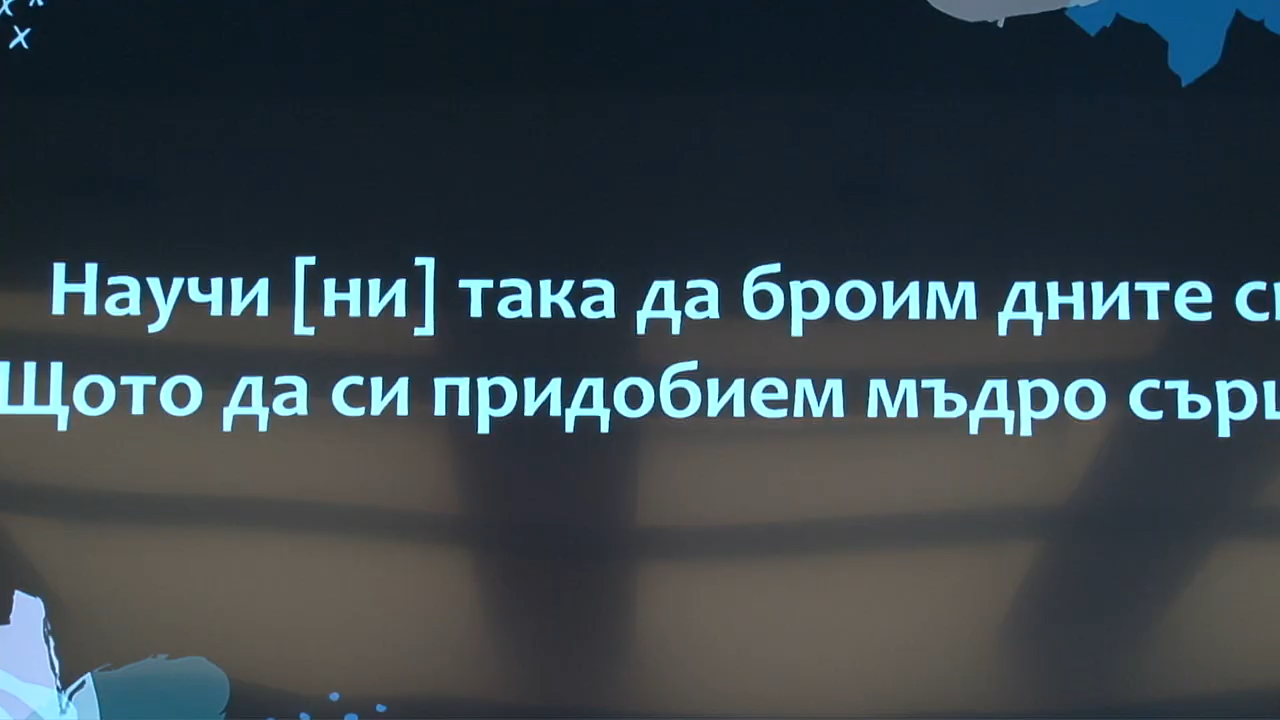 Научи [ни] така да броим дните
Щото да си придобием мъдро